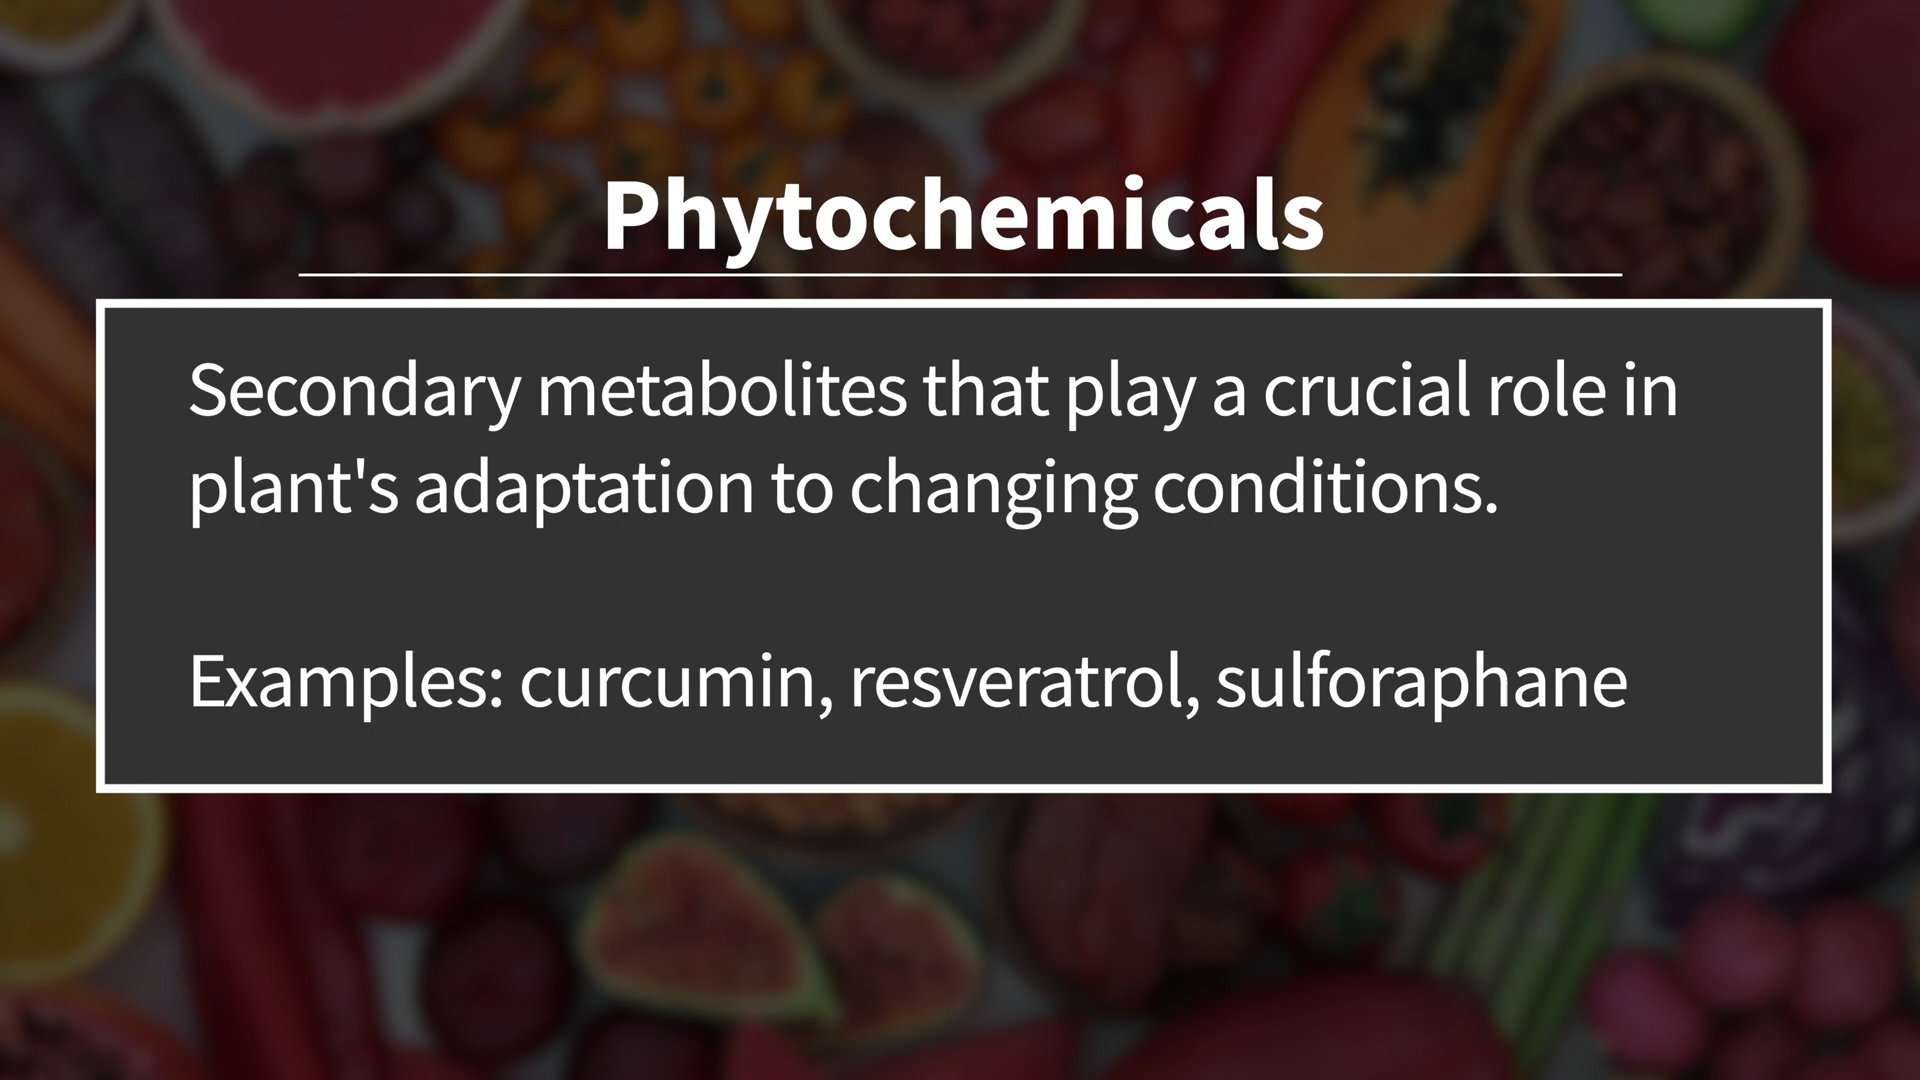 Phytochemicals
Secondary metabolites that play a crucial role in
plant's adaptation to changing conditions.
Examples: curcumin, resveratrol, sulforaphane